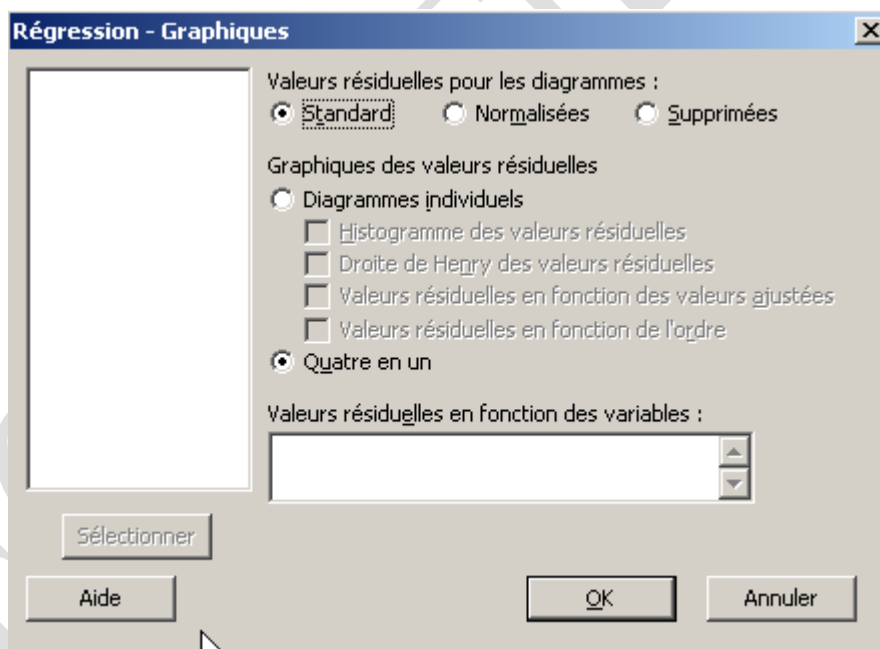 Régression - Graphiques
Valeurs résiduelles pour les diagrammes :
Standard Normalisées Supprimées
Graphiques des valeurs résiduelles
Diagrammes individuels
Histogramme des valeurs résiduelles
Droite de Henry des valeurs résiduelles
Valeurs résiduelles en fonction des valeurs ajustées
Valeurs résiduelles en fonction de l'ordre
Quatre en un
Valeurs résiduelles en fonction des variables :
Sélectionner
Aide OK Annuler